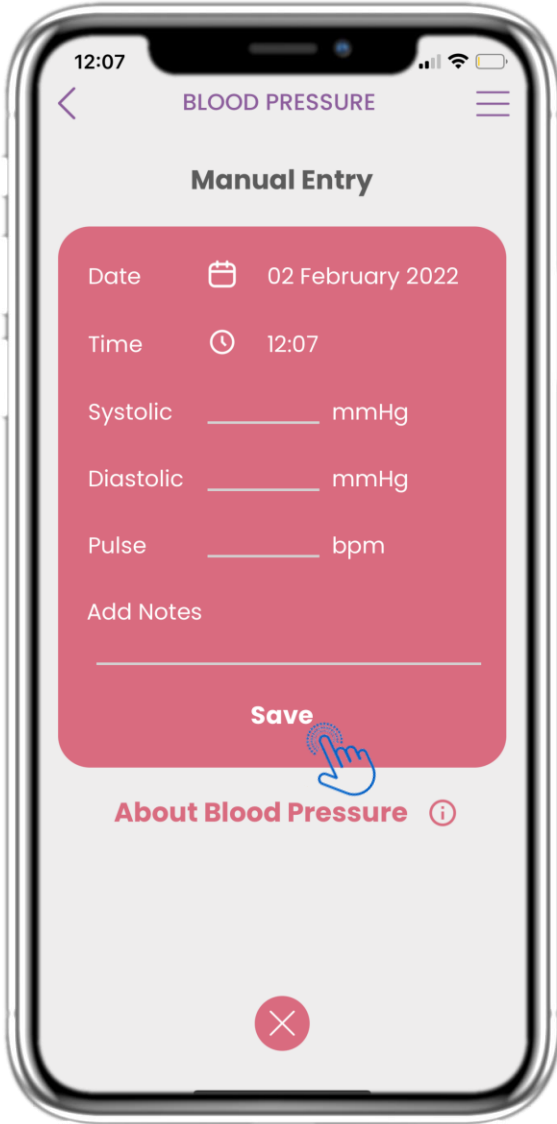 12:07
BLOOD PRESSURE
Manual Entry
Date 02 February 2022
Time 12:07
Systolic mmHg
Diastolic mmHg
Pulse bpm
Add Notes
Save
About Blood Pressure